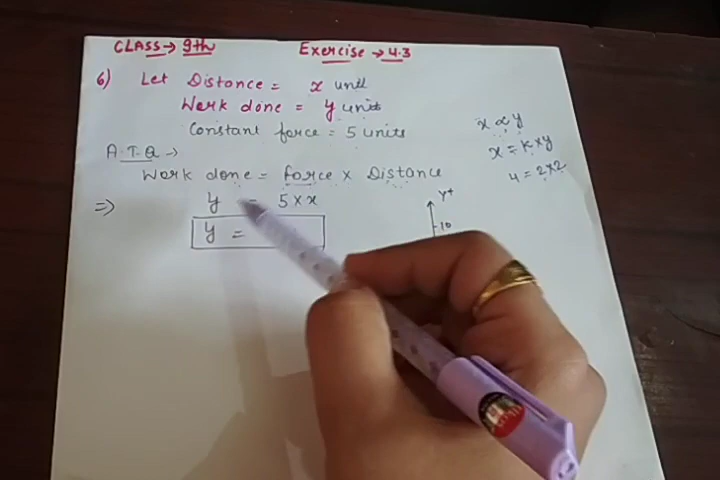 CLASS → 9th Exercise → 4.3
6) Let Distance = x unit
Work done = y units
Constant force = 5 units
A.T.Q →
Work done = force × Distance
⇒ y = 5 × x
y =
x ∝ y
x = k × y
4 = 2 × 2
y+
10